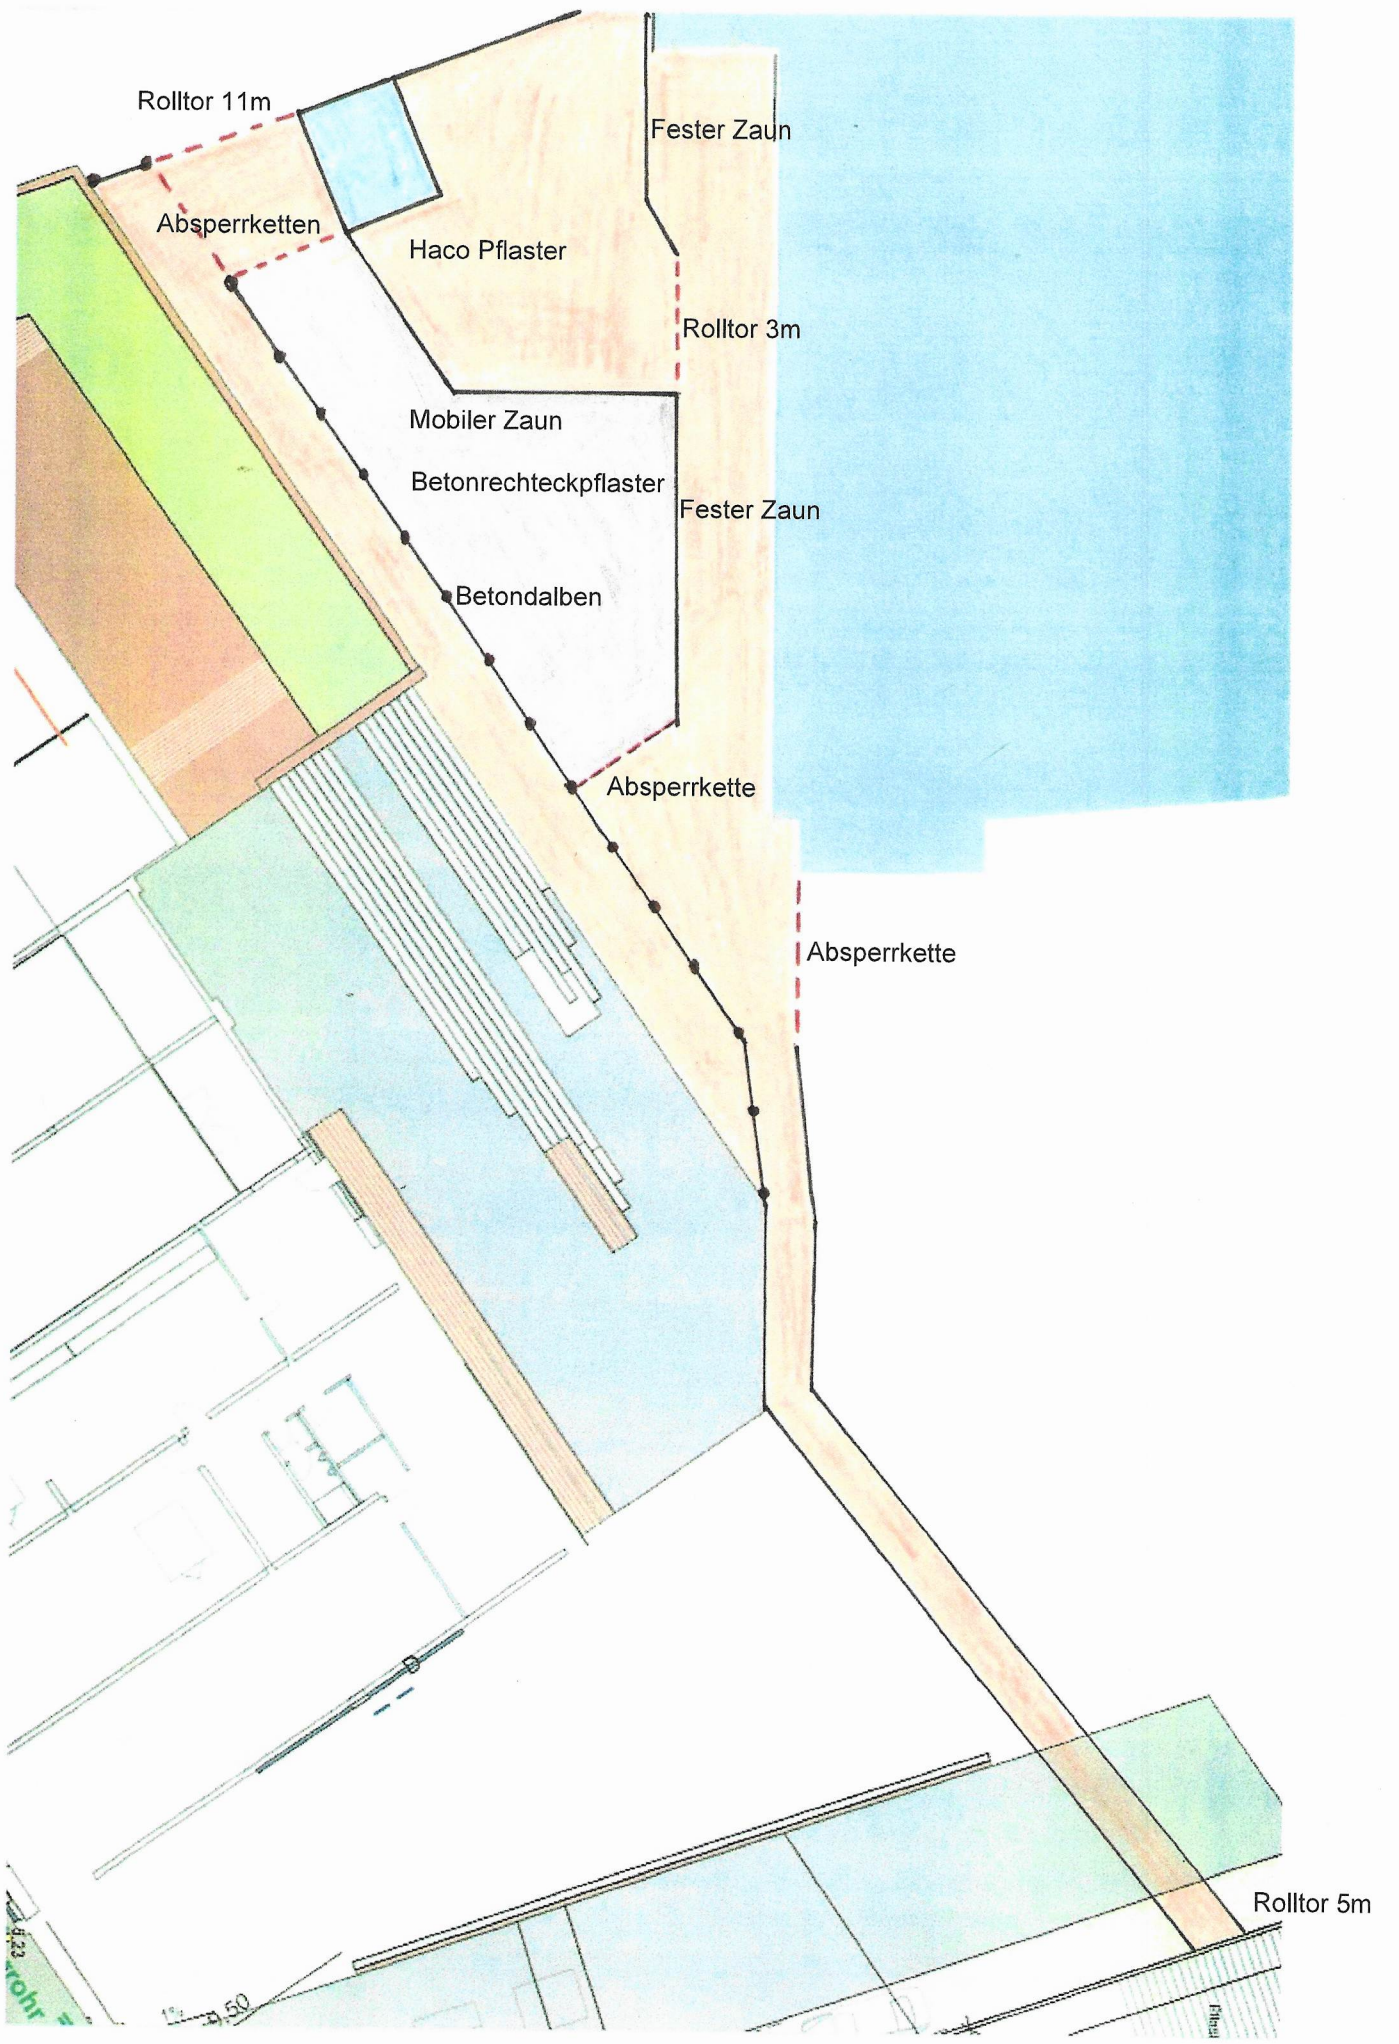 Rolltor 11m
Fester Zaun
Absperrketten
Haco Pflaster
Rolltor 3m
Mobiler Zaun
Betonrechteckpflaster
Fester Zaun
Betondalben
Absperrkette
Absperrkette
Rolltor 5m